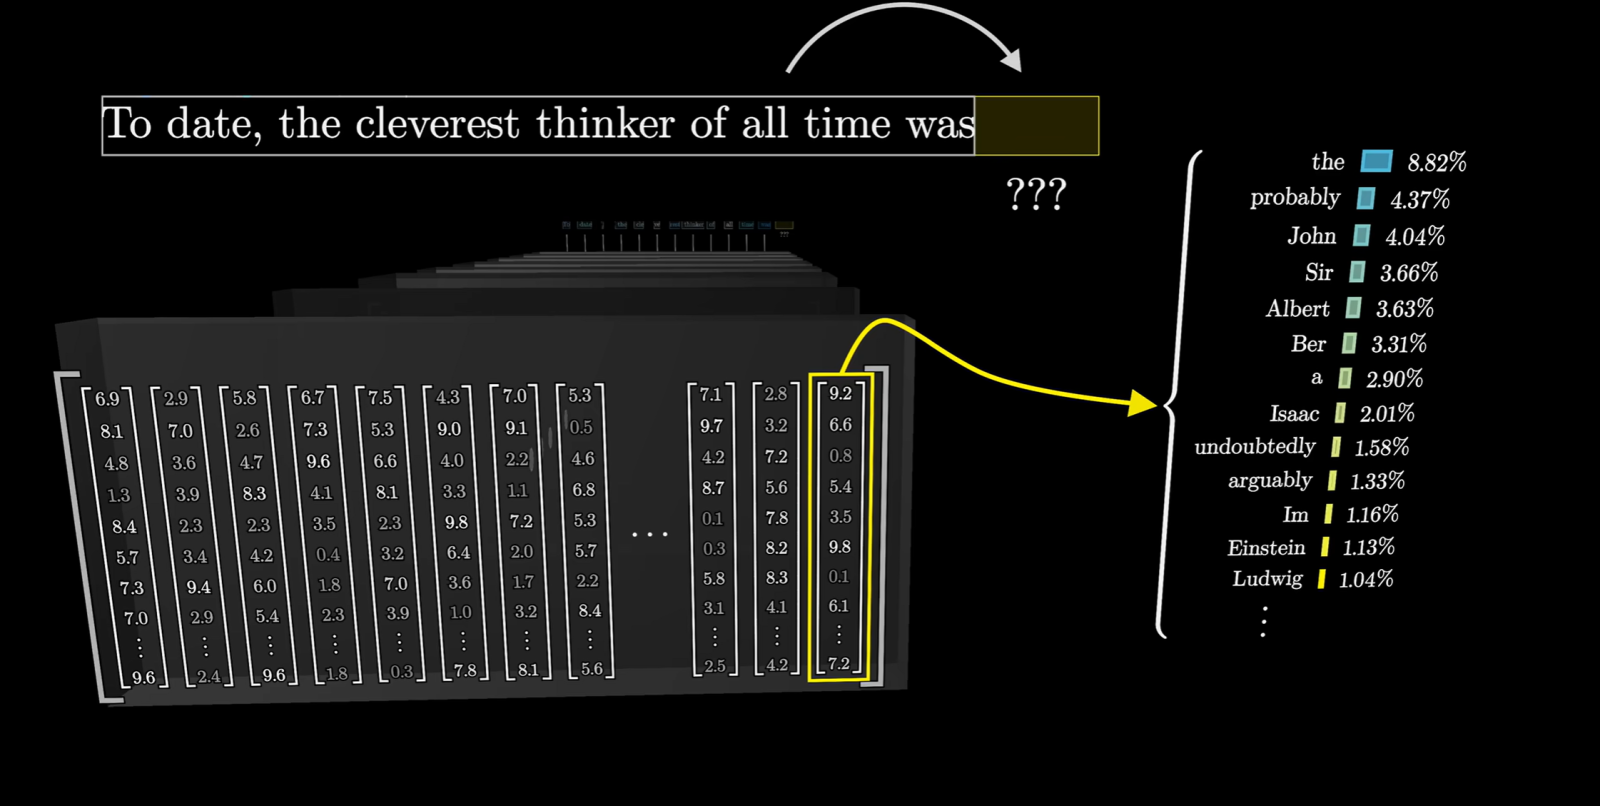 To date, the cleverest thinker of all time was
???
the 8.82%
probably 4.37%
John 4.04%
Sir 3.66%
Albert 3.63%
Ber 3.31%
a 2.90%
Isaac 2.01%
undoubtedly 1.58%
arguably 1.33%
Im 1.16%
Einstein 1.13%
Ludwig 1.04%
⋮
6.9 2.9 5.8 6.7 7.5 4.3 7.0 5.3 7.1 2.8 9.2
8.1 7.0 2.6 7.3 5.3 9.0 9.1 0.5 9.7 3.2 6.6
4.8 3.6 4.7 9.6 6.6 4.0 2.2 4.6 4.2 7.2 0.8
1.3 3.9 8.3 4.1 8.1 3.3 1.1 6.8 8.7 5.6 5.4
8.4 2.3 2.3 3.5 2.3 9.8 7.2 5.3 ... 0.1 7.8 3.5
5.7 3.4 4.2 0.4 3.2 6.4 2.0 5.7 0.3 8.2 9.8
7.3 9.4 6.0 1.8 7.0 3.6 1.7 2.2 5.8 8.3 0.1
7.0 2.9 5.4 2.3 3.9 1.0 3.2 8.4 3.1 4.1 6.1
⋮ ⋮ ⋮ ⋮ ⋮ ⋮ ⋮ ⋮ ⋮ ⋮ ⋮
9.6 2.4 9.6 1.8 0.3 7.8 8.1 5.6 2.5 4.2 7.2